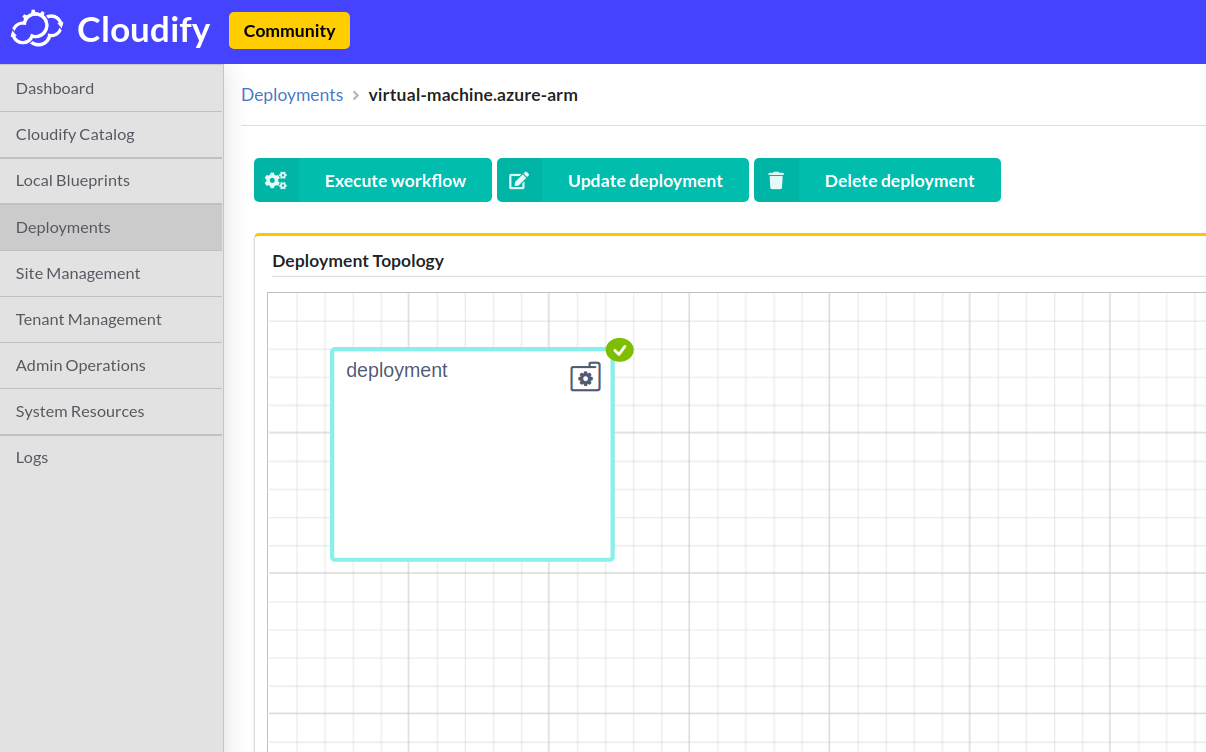 Cloudify Community
Dashboard
Cloudify Catalog
Local Blueprints
Deployments
Site Management
Tenant Management
Admin Operations
System Resources
Logs
Deployments › virtual-machine.azure-arm
Execute workflow Update deployment Delete deployment
Deployment Topology
deployment